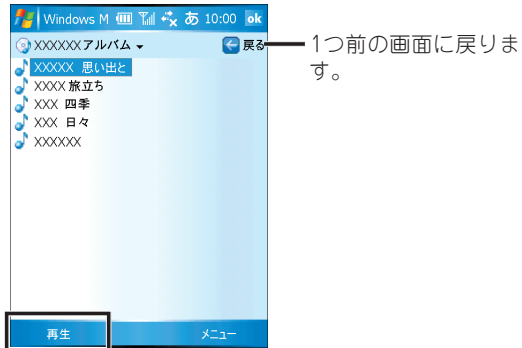 Windows M あ 10:00 ok
XXXXXXアルバム 戻る
XXXXX 思い出と
XXXX 旅立ち
XXX 四季
XXX 日々
XXXXXX
再生 メニュー
1つ前の画面に戻りま
す。